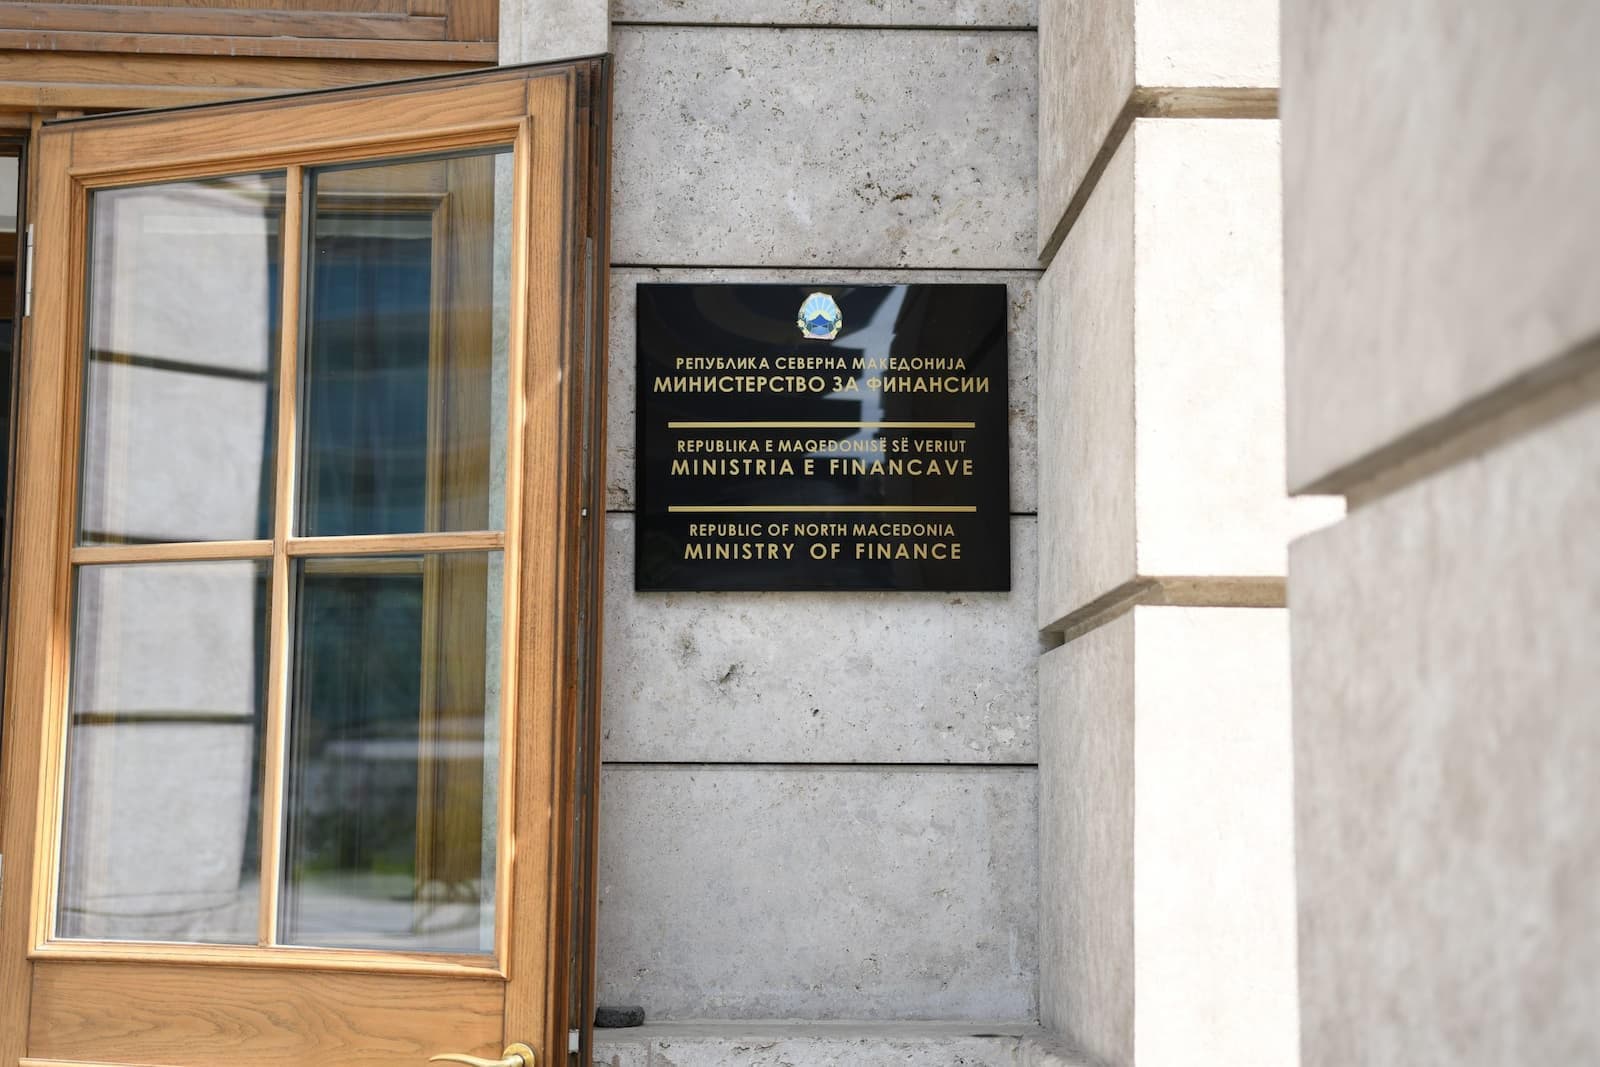 РЕПУБЛИКА СЕВЕРНА МАКЕДОНИЈА
МИНИСТЕРСТВО ЗА ФИНАНСИИ
REPUBLIKA E MAQEDONISË SË VERIUT
MINISTRIA E FINANCAVE
REPUBLIC OF NORTH MACEDONIA
MINISTRY OF FINANCE